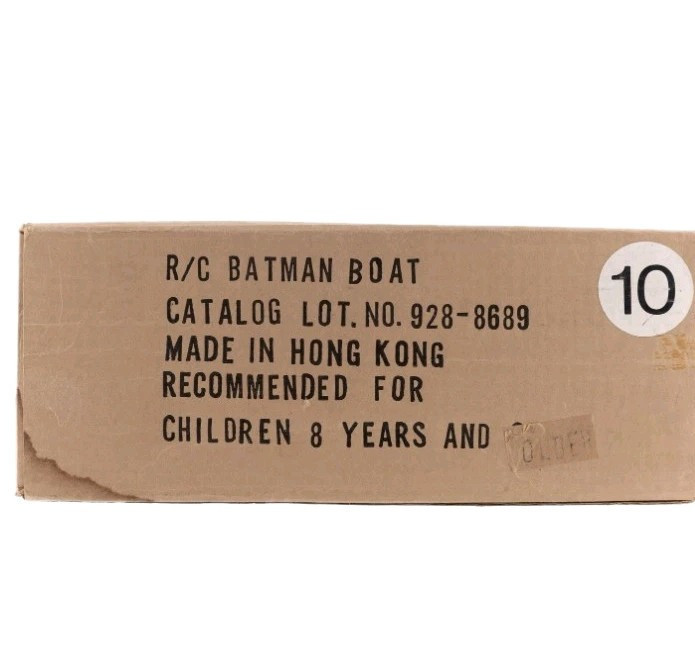 R/C BATMAN BOAT
CATALOG LOT. NO. 928-8689
MADE IN HONG KONG
RECOMMENDED FOR
CHILDREN 8 YEARS AND OLDER
10